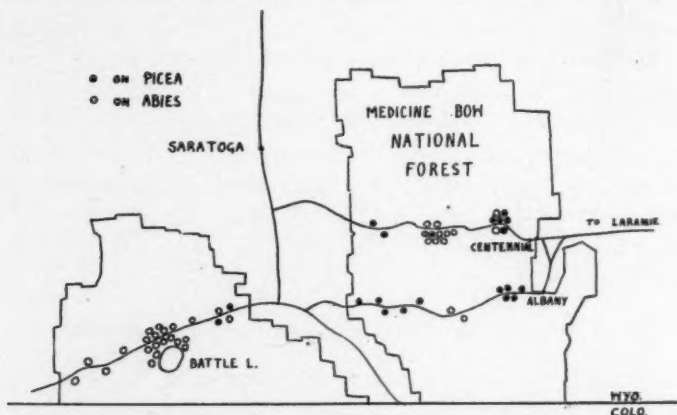 ON PICEA
ON ABIES
MEDICINE BOW
NATIONAL
FOREST
SARATOGA
TO LARAMIE
CENTENNIAL
ALBANY
BATTLE L.
WYO.
COLO.